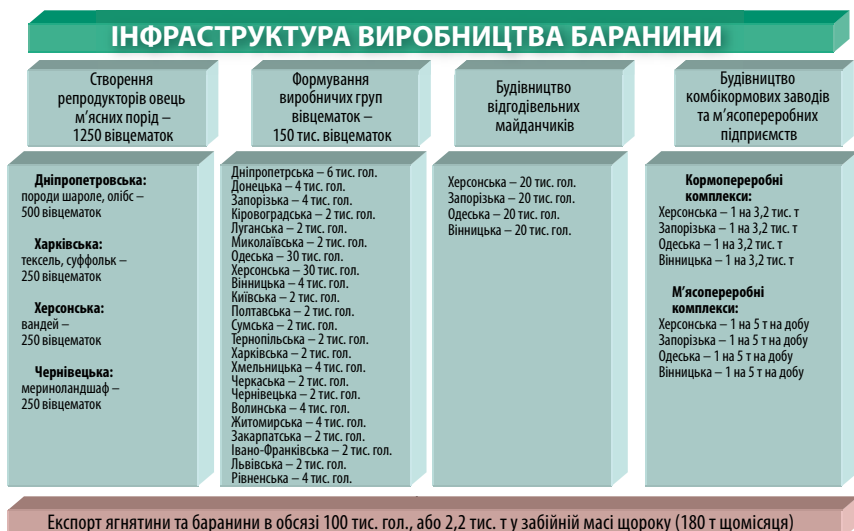 ІНФРАСТРУКТУРА ВИРОБНИЦТВА БАРАНИНИ
Створення
репродукторів овець
м’ясних порід –
1250 вівцематок
Формування
виробничих груп
вівцематок –
150 тис. вівцематок
Будівництво
відгодівельних
майданчиків
Будівництво
комбікормових заводів
та м’ясопереробних
підприємств
Дніпропетровська:
породи шароле, олібс –
500 вівцематок
Харківська:
тексель, суффольк –
250 вівцематок
Херсонська:
вандей –
250 вівцематок
Чернівецька:
мериноландшаф –
250 вівцематок
Дніпропетрська – 6 тис. гол.
Донецька – 4 тис. гол.
Запорізька – 4 тис. гол.
Кіровоградська – 2 тис. гол.
Луганська – 2 тис. гол.
Миколаївська – 2 тис. гол.
Одеська – 30 тис. гол.
Херсонська – 30 тис. гол.
Вінницька – 4 тис. гол.
Київська – 2 тис. гол.
Полтавська – 2 тис. гол.
Сумська – 2 тис. гол.
Тернопільська – 2 тис. гол.
Харківська – 2 тис. гол.
Хмельницька – 4 тис. гол.
Черкаська – 2 тис. гол.
Чернівецька – 2 тис. гол.
Волинська – 4 тис. гол.
Житомирська – 4 тис. гол.
Закарпатська – 2 тис. гол.
Івано-Франківська – 2 тис. гол.
Львівська – 2 тис. гол.
Рівненська – 4 тис. гол.
Херсонська – 20 тис. гол.
Запорізька – 20 тис. гол.
Одеська – 20 тис. гол.
Вінницька – 20 тис. гол.
Кормопереробні
комплекси:
Херсонська – 1 на 3,2 тис. т
Запорізька – 1 на 3,2 тис. т
Одеська – 1 на 3,2 тис. т
Вінницька – 1 на 3,2 тис. т
М’ясопереробні
комплекси:
Херсонська – 1 на 5 т на добу
Запорізька – 1 на 5 т на добу
Одеська – 1 на 5 т на добу
Вінницька – 1 на 5 т на добу
Експорт ягнятини та баранини в обсязі 100 тис. гол., або 2,2 тис. т у забійній масі щороку (180 т щомісяця)